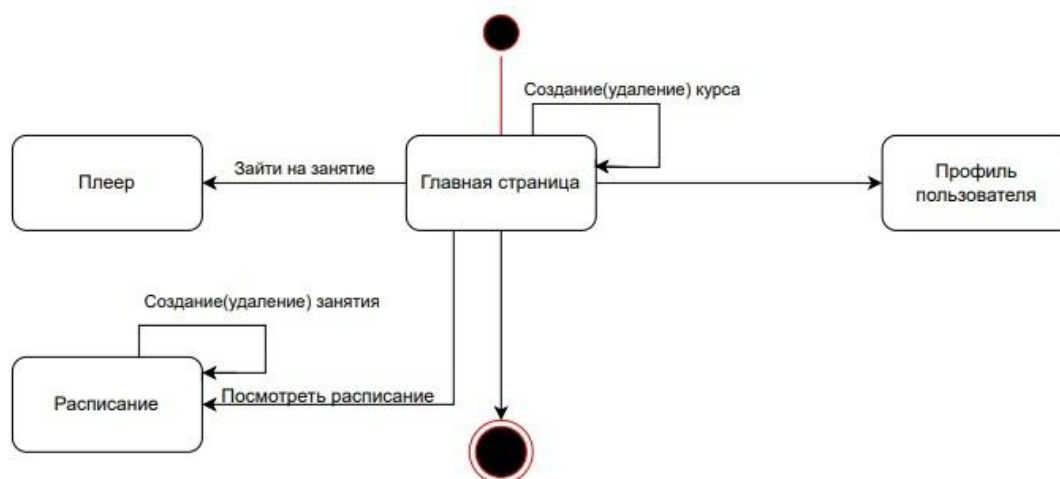 Создание(удаление) курса
Плеер
Зайти на занятие
Главная страница
Профиль
пользователя
Создание(удаление) занятия
Расписание
Посмотреть расписание